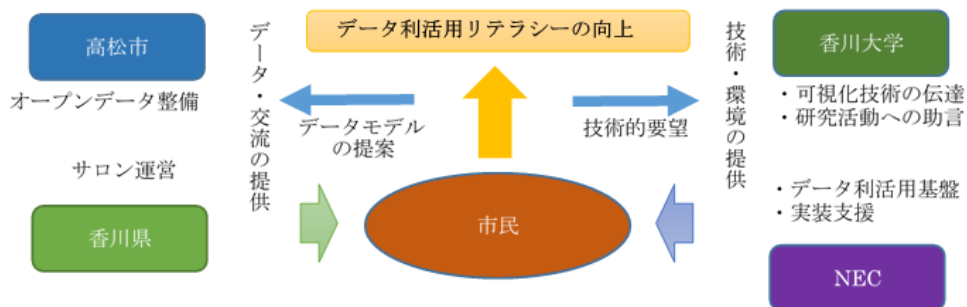 高松市
オープンデータ整備
サロン運営
香川県
データ・交流の提供
データ利活用リテラシーの向上
データモデル
の提案
技術的要望
市民
技術・環境の提供
香川大学
・可視化技術の伝達
・研究活動への助言
・データ利活用基盤
・実装支援
NEC